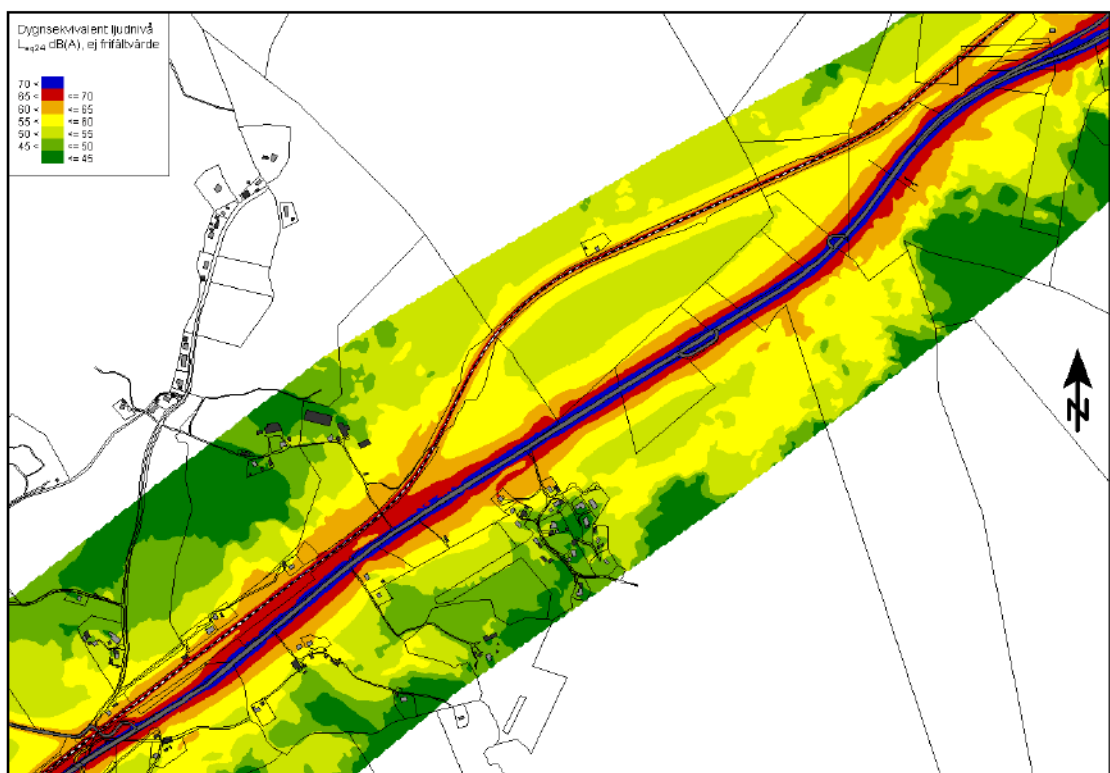 Dygnsekvivalent ljudnivå
Leq24 dB(A), ej frifältvärde
70 <
65 < <= 70
60 < <= 65
55 < <= 60
50 < <= 55
45 < <= 50
<= 45
N